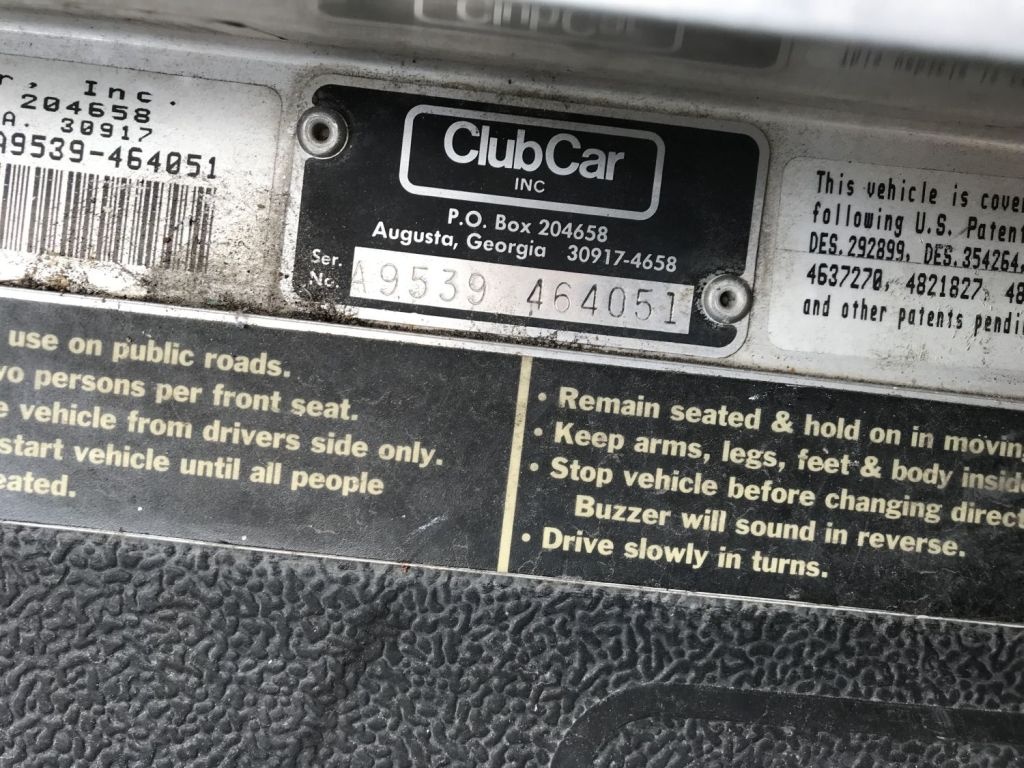 ClubCar
r, Inc.
204658
A. 30917
A9539-464051
ClubCar
INC
P.O. Box 204658
Augusta, Georgia 30917-4658
Ser.
No.
A9539 464051
This vehicle is cove
following U.S. Patent
DES.292899, DES.354264,
4637270, 4821827, 48
and other patents pendi
use on public roads.
vo persons per front seat.
e vehicle from drivers side only.
start vehicle until all people
eated.
• Remain seated & hold on in moving
• Keep arms, legs, feet & body inside
• Stop vehicle before changing direct
Buzzer will sound in reverse.
• Drive slowly in turns.